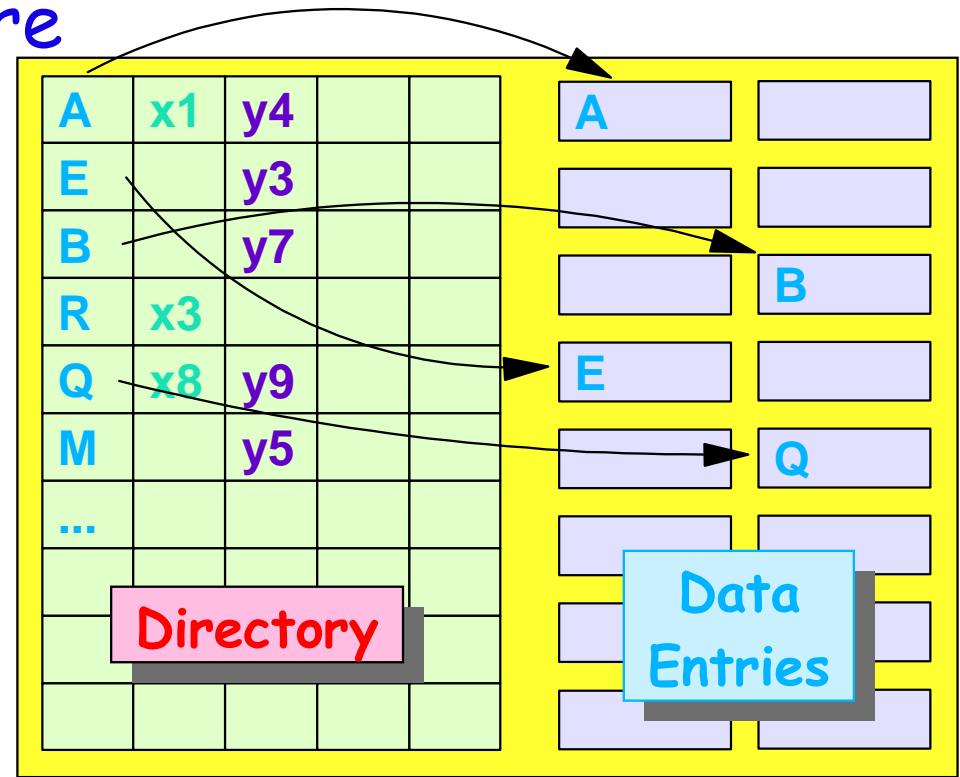 re
A x1 y4
E y3
B y7
R x3
Q x8 y9
M y5
...
Directory
A
B
E
Q
Data
Entries